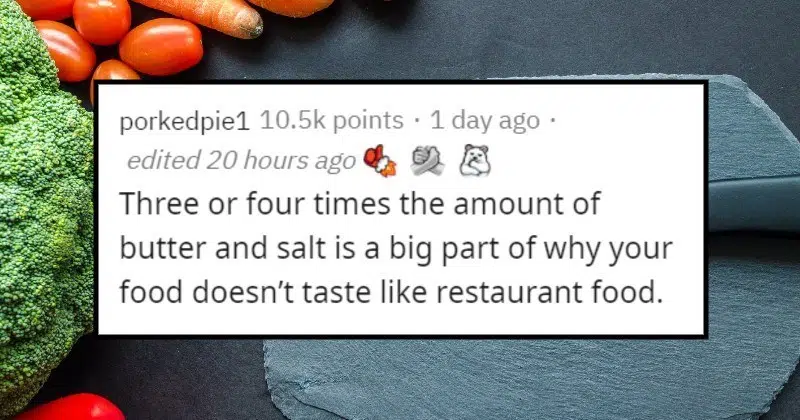 porkedpie1 10.5k points · 1 day ago ·
edited 20 hours ago
Three or four times the amount of
butter and salt is a big part of why your
food doesn’t taste like restaurant food.